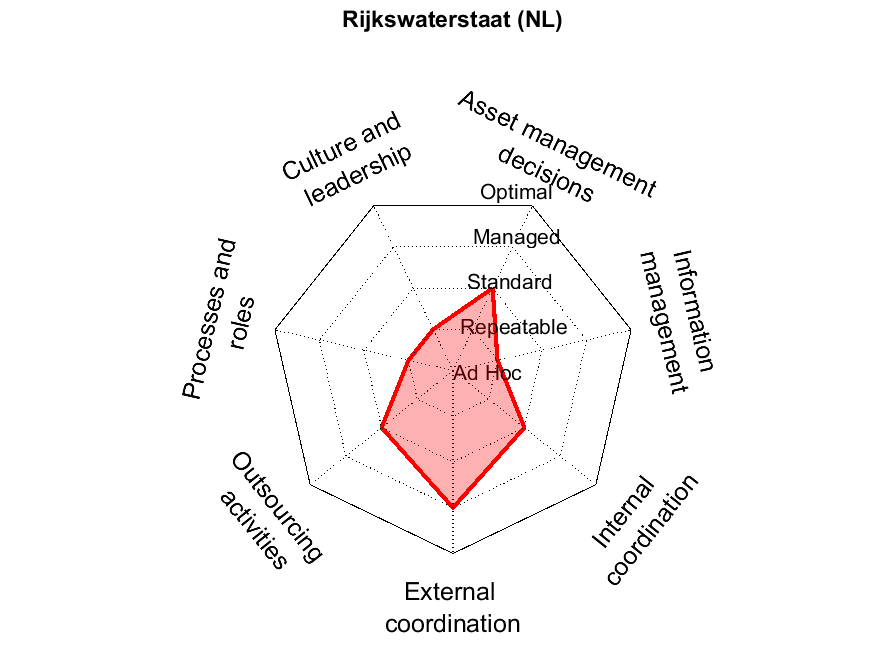 Rijkswaterstaat (NL)
Asset management
decisions
Culture and
leadership
Optimal
Managed
Standard
Repeatable
Ad Hoc
Information
management
Processes and
roles
Internal
coordination
Outsourcing
activities
External
coordination